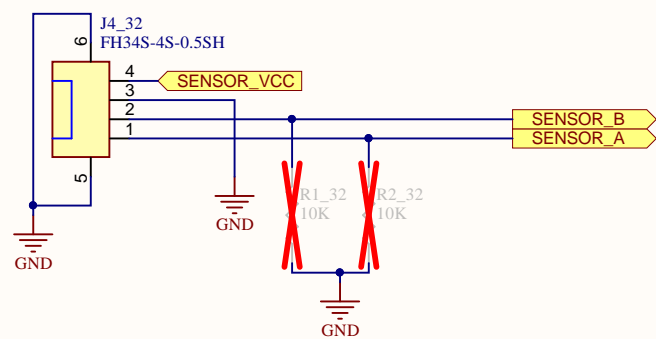 J4_32
FH34S-4S-0.5SH
6
4
SENSOR_VCC
3
2
SENSOR_B
1
SENSOR_A
5
R1_32
R2_32
10K
10K
GND
GND
GND